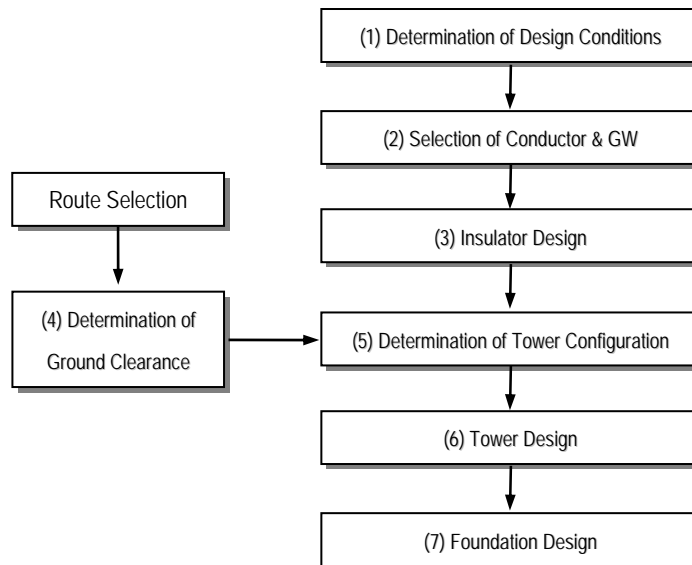 (1) Determination of Design Conditions
(2) Selection of Conductor & GW
Route Selection
(3) Insulator Design
(4) Determination of
Ground Clearance
(5) Determination of Tower Configuration
(6) Tower Design
(7) Foundation Design